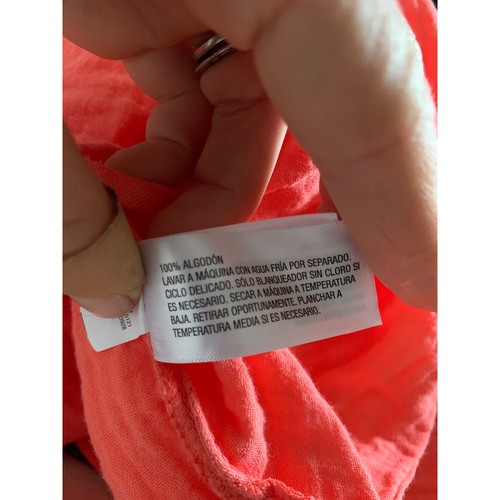 100% ALGODÓN
LAVAR A MÁQUINA CON AGUA FRÍA POR SEPARADO.
CICLO DELICADO. SÓLO BLANQUEADOR SIN CLORO SI
ES NECESARIO. SECAR A MÁQUINA A TEMPERATURA
BAJA. RETIRAR OPORTUNAMENTE. PLANCHAR A
TEMPERATURA MEDIA SI ES NECESARIO.